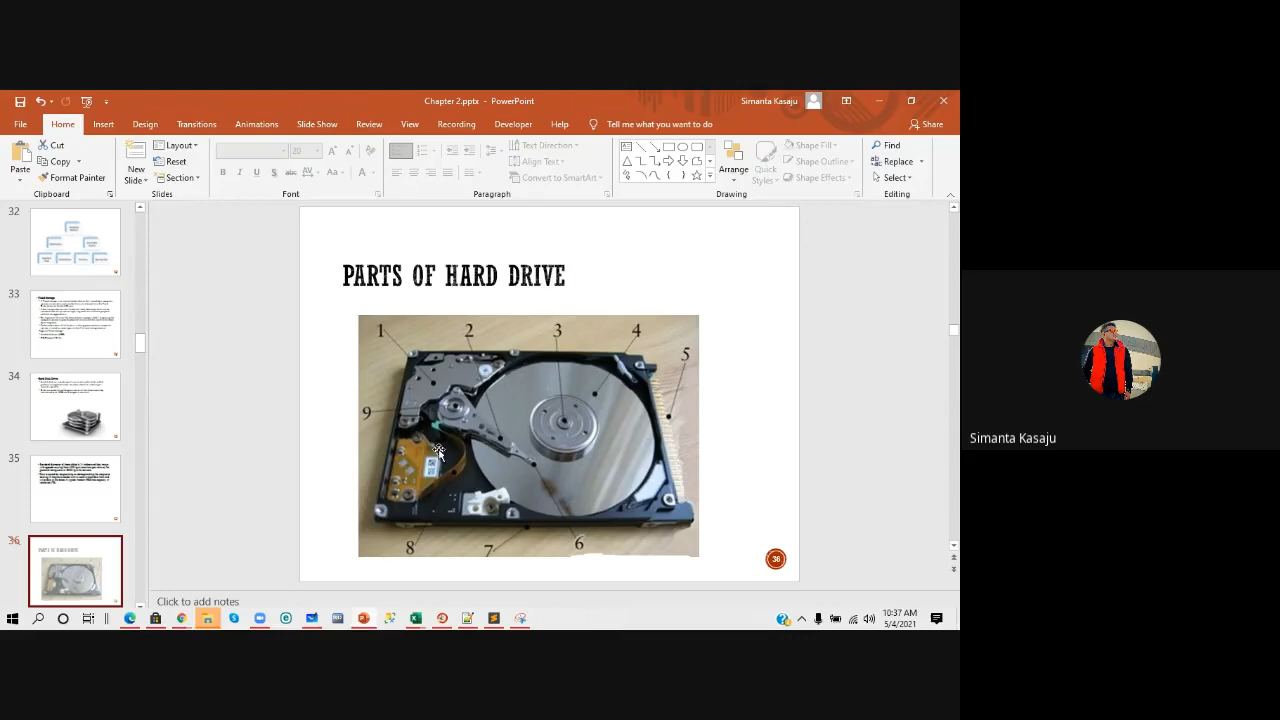 Chapter 2.pptx - PowerPoint
Simanta Kasaju
File Home Insert Design Transitions Animations Slide Show Review View Recording Developer Help Tell me what you want to do Share
Paste
Cut
Copy
Format Painter
Clipboard
New Slide
Layout
Reset
Section
Slides
20
B I U S abc AV Aa A
Font
Text Direction
Align Text
Convert to SmartArt
Paragraph
Arrange
Quick Styles
Shape Fill
Shape Outline
Shape Effects
Drawing
Find
Replace
Select
Editing
32
33
34
35
36
PARTS OF HARD DRIVE
1 2 3 4
5
9
8 7 6
36
Click to add notes
10:37 AM
5/4/2021
Simanta Kasaju